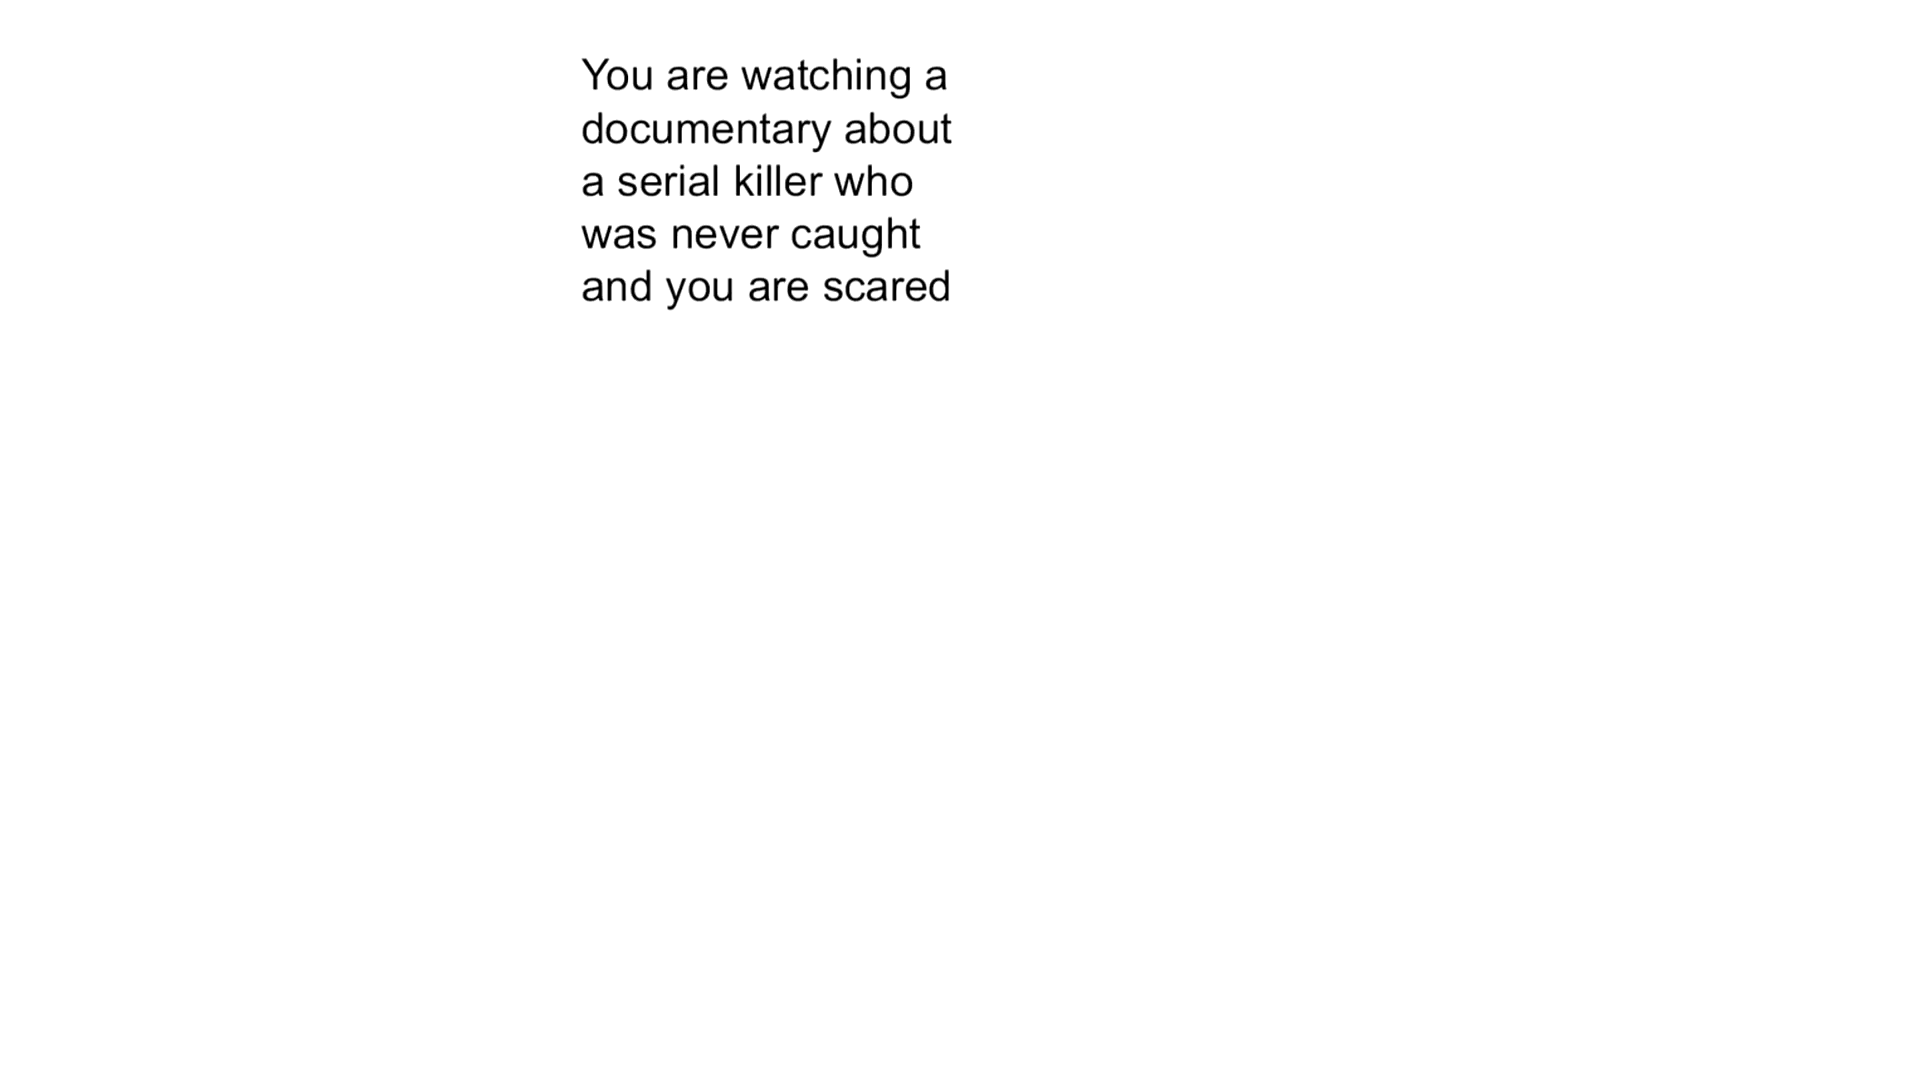 You are watching a
documentary about
a serial killer who
was never caught
and you are scared